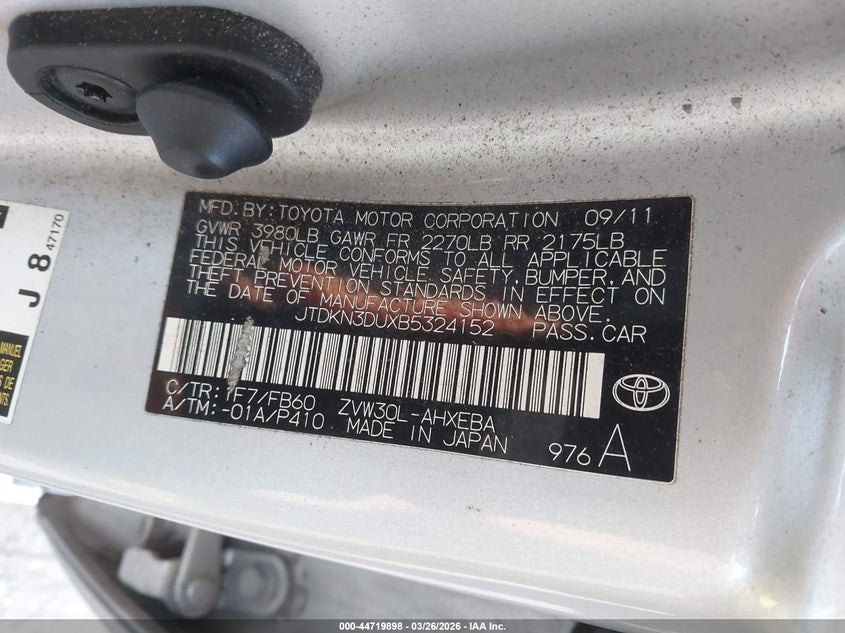 MFD.BY:TOYOTA MOTOR CORPORATION 09/11
GVWR 3980LB GAWR FR 2270LB RR 2175LB
THIS VEHICLE CONFORMS TO ALL APPLICABLE
FEDERAL MOTOR VEHICLE SAFETY, BUMPER, AND
THEFT PREVENTION STANDARDS IN EFFECT ON
THE DATE OF MANUFACTURE SHOWN ABOVE.
JTDKN3DUXB5324152 PASS.CAR
C/TR:1F7/FB60 ZVW30L-AHXEBA
A/TM:-01A/P410 MADE IN JAPAN
976A
J 8 47170
MANUEL
000-44719898 | 03/26/2026 | IAA Inc.